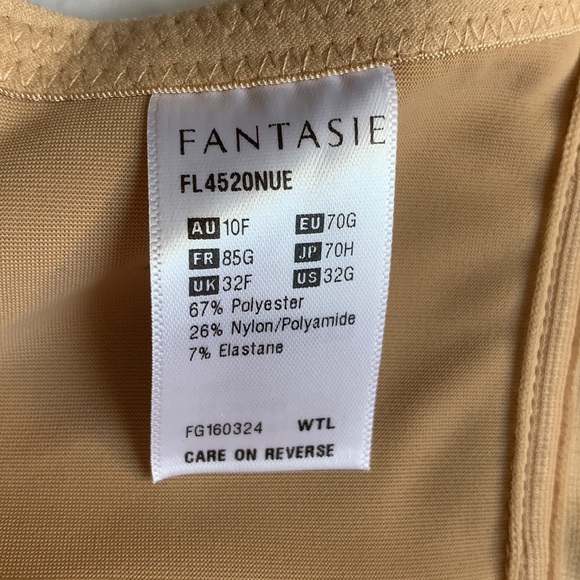 FANTASIE
FL4520NUE
AU 10F EU 70G
FR 85G JP 70H
UK 32F US 32G
67% Polyester
26% Nylon/Polyamide
7% Elastane
FG160324 WTL
CARE ON REVERSE